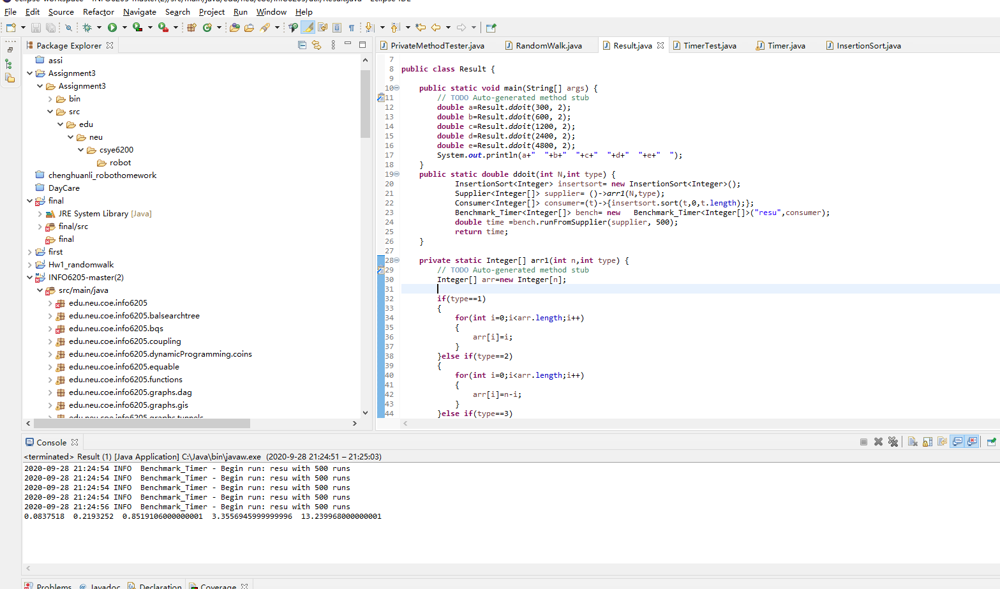 File Edit Source Refactor Navigate Search Project Run Window Help
Package Explorer
assi
Assignment3
Assignment3
bin
src
edu
neu
csye6200
robot
chenghuanli_robothomework
DayCare
final
JRE System Library [Java]
final/src
final
first
Hw1_randomwalk
INFO6205-master(2)
src/main/java
edu.neu.coe.info6205
edu.neu.coe.info6205.balsearchtree
edu.neu.coe.info6205.bqs
edu.neu.coe.info6205.coupling
edu.neu.coe.info6205.dynamicProgramming.coins
edu.neu.coe.info6205.equable
edu.neu.coe.info6205.functions
edu.neu.coe.info6205.graphs.dag
edu.neu.coe.info6205.graphs.gis
PrivateMethodTester.java RandomWalk.java Result.java TimerTest.java Timer.java InsertionSort.java
7
8 public class Result {
9
10 public static void main(String[] args) {
11 // TODO Auto-generated method stub
12 double a=Result.ddoit(300, 2);
13 double b=Result.ddoit(600, 2);
14 double c=Result.ddoit(1200, 2);
15 double d=Result.ddoit(2400, 2);
16 double e=Result.ddoit(4800, 2);
17 System.out.println(a+"  "+b+"  "+c+"  "+d+"  "+e+"  ");
18 }
19 public static double ddoit(int N,int type) {
20 InsertionSort<Integer> insertsort= new InsertionSort<Integer>();
21 Supplier<Integer[]> supplier= ()->arr1(N,type);
22 Consumer<Integer[]> consumer=(t)->{insertsort.sort(t,0,t.length);};
23 Benchmark_Timer<Integer[]> bench= new   Benchmark_Timer<Integer[]>("resu",consumer);
24 double time =bench.runFromSupplier(supplier, 500);
25 return time;
26 }
27
28 private static Integer[] arr1(int n,int type) {
29 // TODO Auto-generated method stub
30 Integer[] arr=new Integer[n];
31
32 if(type==1)
33 {
34 for(int i=0;i<arr.length;i++)
35 {
36 arr[i]=i;
37 }
38 }else if(type==2)
39 {
40 for(int i=0;i<arr.length;i++)
41 {
42 arr[i]=n-i;
43 }
44 }else if(type==3)
Console
<terminated> Result (1) [Java Application] C:\Java\bin\javaw.exe (2020-9-28 21:24:51 – 21:25:03)
2020-09-28 21:24:54 INFO  Benchmark_Timer - Begin run: resu with 500 runs
2020-09-28 21:24:54 INFO  Benchmark_Timer - Begin run: resu with 500 runs
2020-09-28 21:24:54 INFO  Benchmark_Timer - Begin run: resu with 500 runs
2020-09-28 21:24:54 INFO  Benchmark_Timer - Begin run: resu with 500 runs
2020-09-28 21:24:56 INFO  Benchmark_Timer - Begin run: resu with 500 runs
0.0837518  0.2193252  0.8519106000000001  3.3556945999999996  13.239968000000001
Problems Javadoc Declaration Coverage